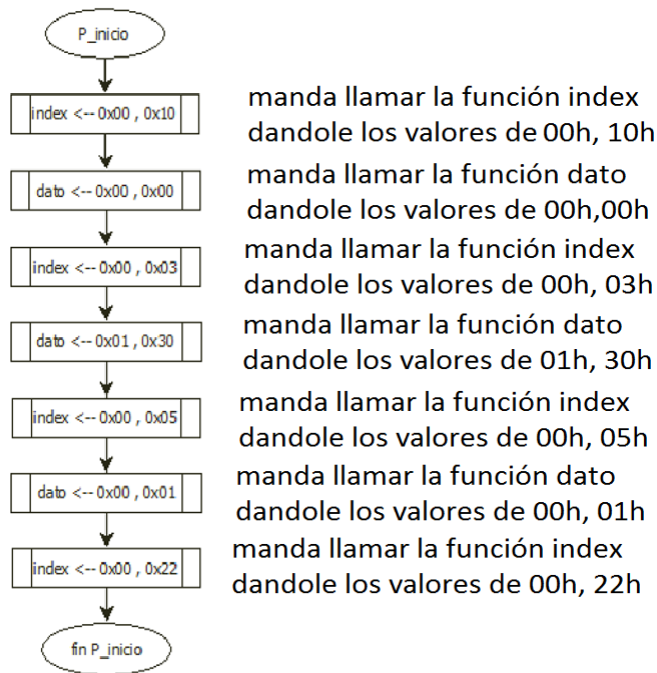 P_inicio
index <-- 0x00 , 0x10
manda llamar la función index
dandole los valores de 00h, 10h
dato <-- 0x00 , 0x00
manda llamar la función dato
dandole los valores de 00h,00h
index <-- 0x00 , 0x03
manda llamar la función index
dandole los valores de 00h, 03h
dato <-- 0x01 , 0x30
manda llamar la función dato
dandole los valores de 01h, 30h
index <-- 0x00 , 0x05
manda llamar la función index
dandole los valores de 00h, 05h
dato <-- 0x00 , 0x01
manda llamar la función dato
dandole los valores de 00h, 01h
index <-- 0x00 , 0x22
manda llamar la función index
dandole los valores de 00h, 22h
fin P_inicio